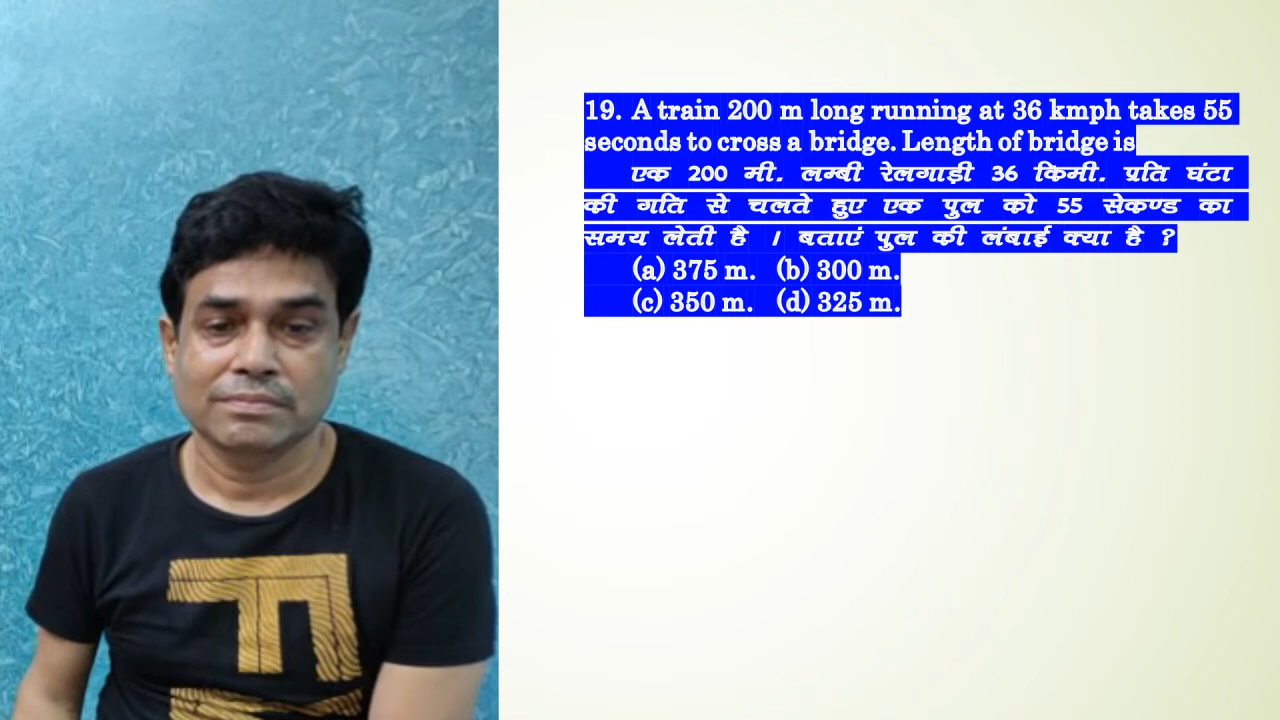 19. A train 200 m long running at 36 kmph takes 55
seconds to cross a bridge. Length of bridge is
एक 200 मी. लम्बी रेलगाड़ी 36 किमी. प्रति घंटा
की गति से चलते हुए एक पुल को 55 सेकण्ड का
समय लेती है । बताएं पुल की लंबाई क्या है ?
(a) 375 m. (b) 300 m.
(c) 350 m. (d) 325 m.